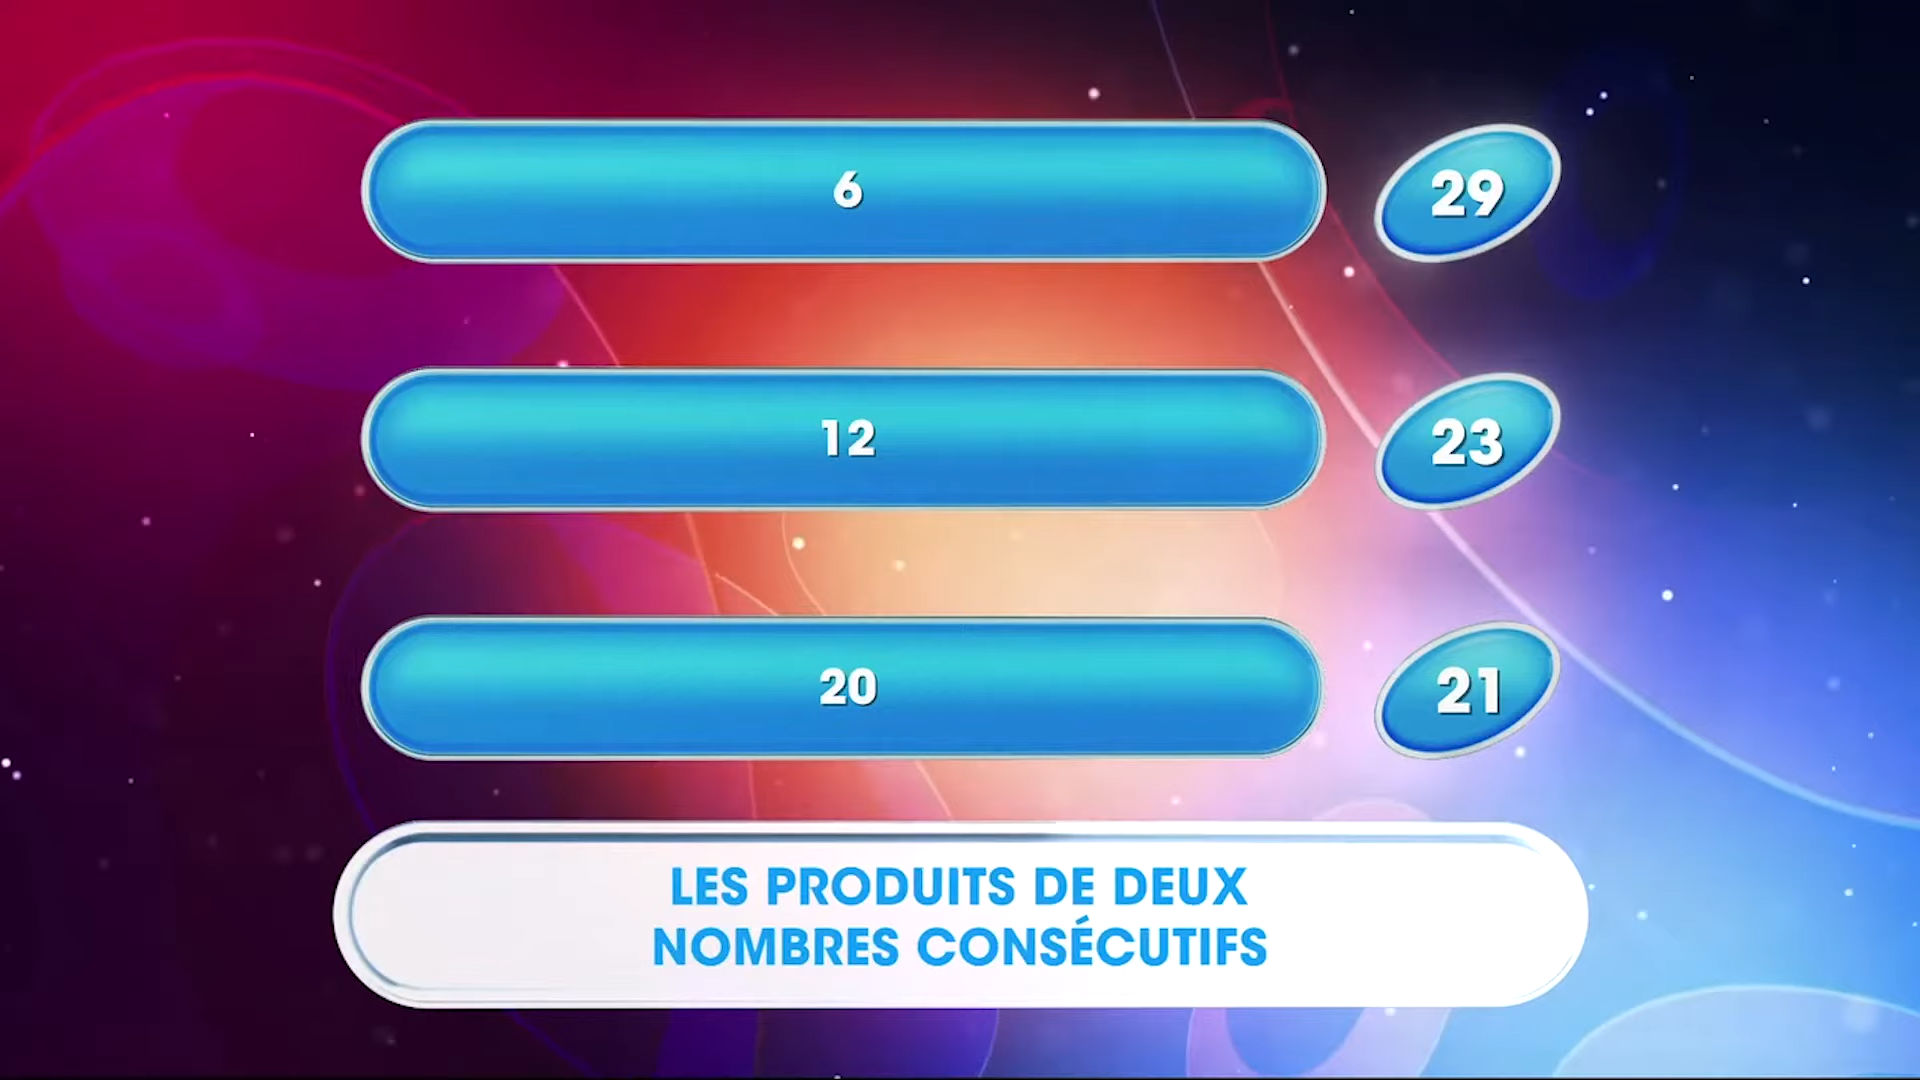 6 29
12 23
20 21
LES PRODUITS DE DEUX
NOMBRES CONSÉCUTIFS